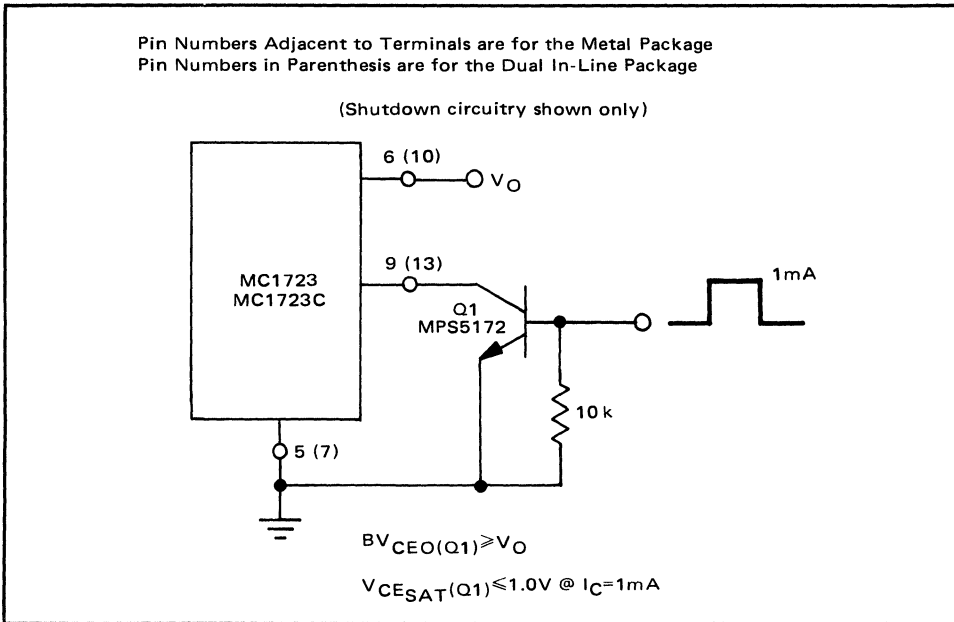 Pin Numbers Adjacent to Terminals are for the Metal Package
Pin Numbers in Parenthesis are for the Dual In-Line Package
(Shutdown circuitry shown only)
6 (10)
VO
9 (13)
MC1723
MC1723C
Q1
MPS5172
1mA
10 k
5 (7)
BVCEO(Q1)⩾VO
VCESAT(Q1)⩽1.0V @ IC=1mA